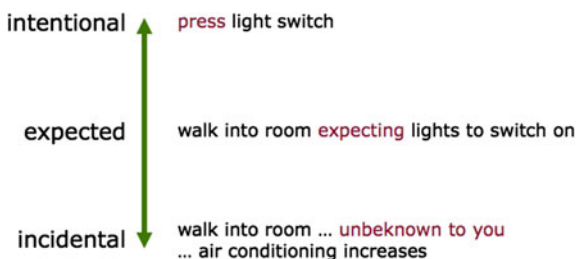 intentional press light switch
expected walk into room expecting lights to switch on
incidental walk into room ... unbeknown to you
... air conditioning increases